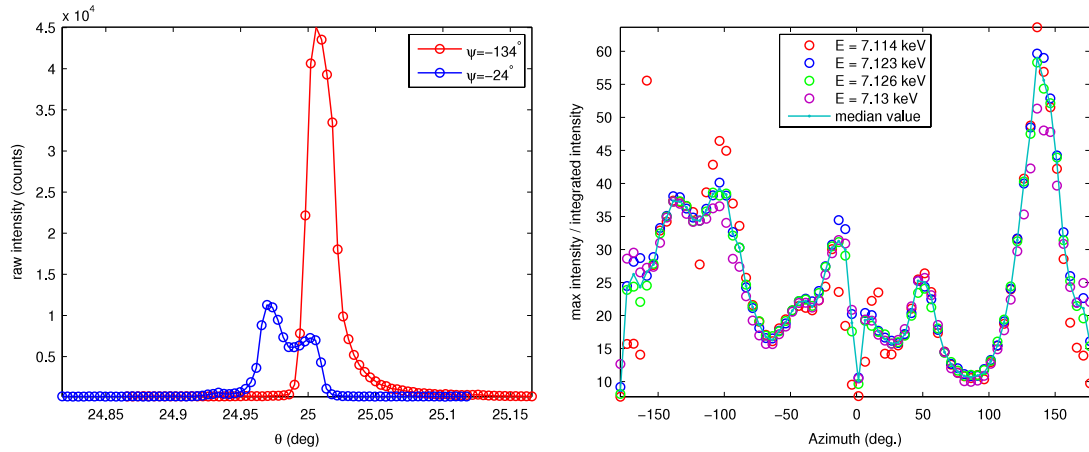 x 10⁴
4.5
4
3.5
3
2.5
2
1.5
1
0.5
raw intensity (counts)
24.85 24.9 24.95 25 25.05 25.1 25.15
θ (deg)
ψ=−134°
ψ=−24°
60
55
50
45
40
35
30
25
20
15
10
max intensity / integrated intensity
−150 −100 −50 0 50 100 150
Azimuth (deg.)
E = 7.114 keV
E = 7.123 keV
E = 7.126 keV
E = 7.13 keV
median value